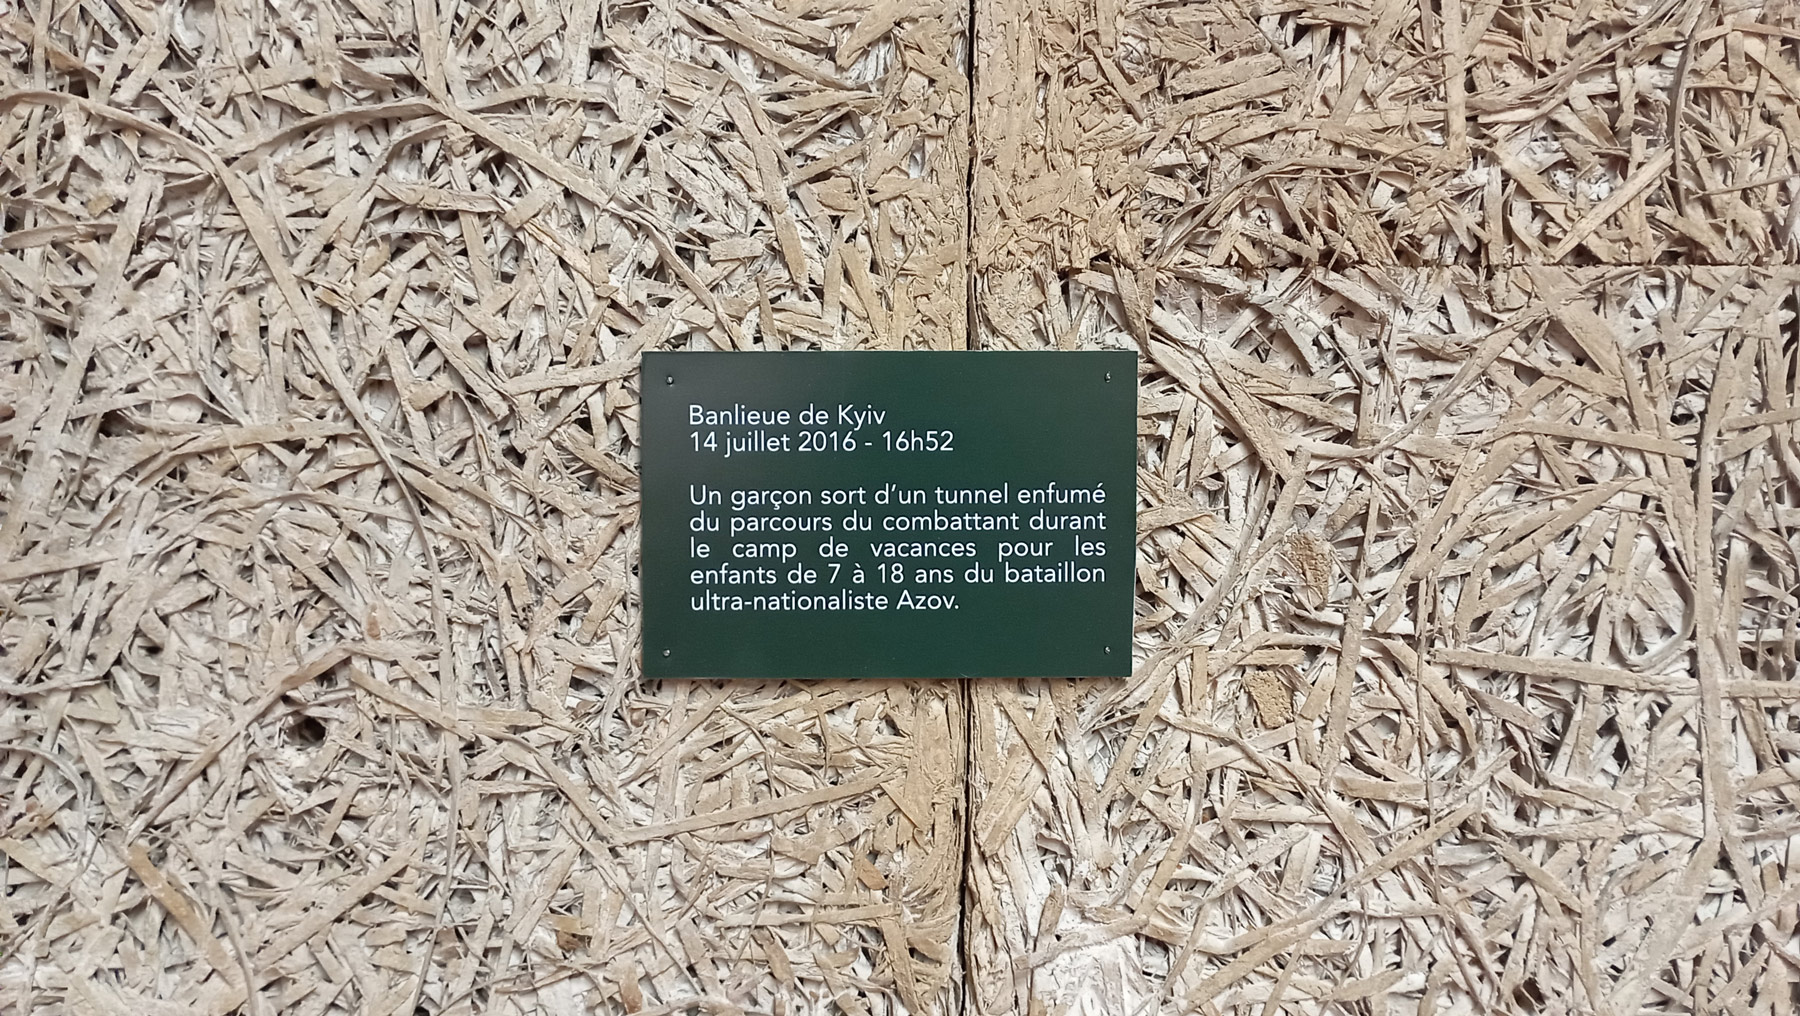 Banlieue de Kyiv
14 juillet 2016 - 16h52
Un garçon sort d'un tunnel enfumé
du parcours du combattant durant
le camp de vacances pour les
enfants de 7 à 18 ans du bataillon
ultra-nationaliste Azov.